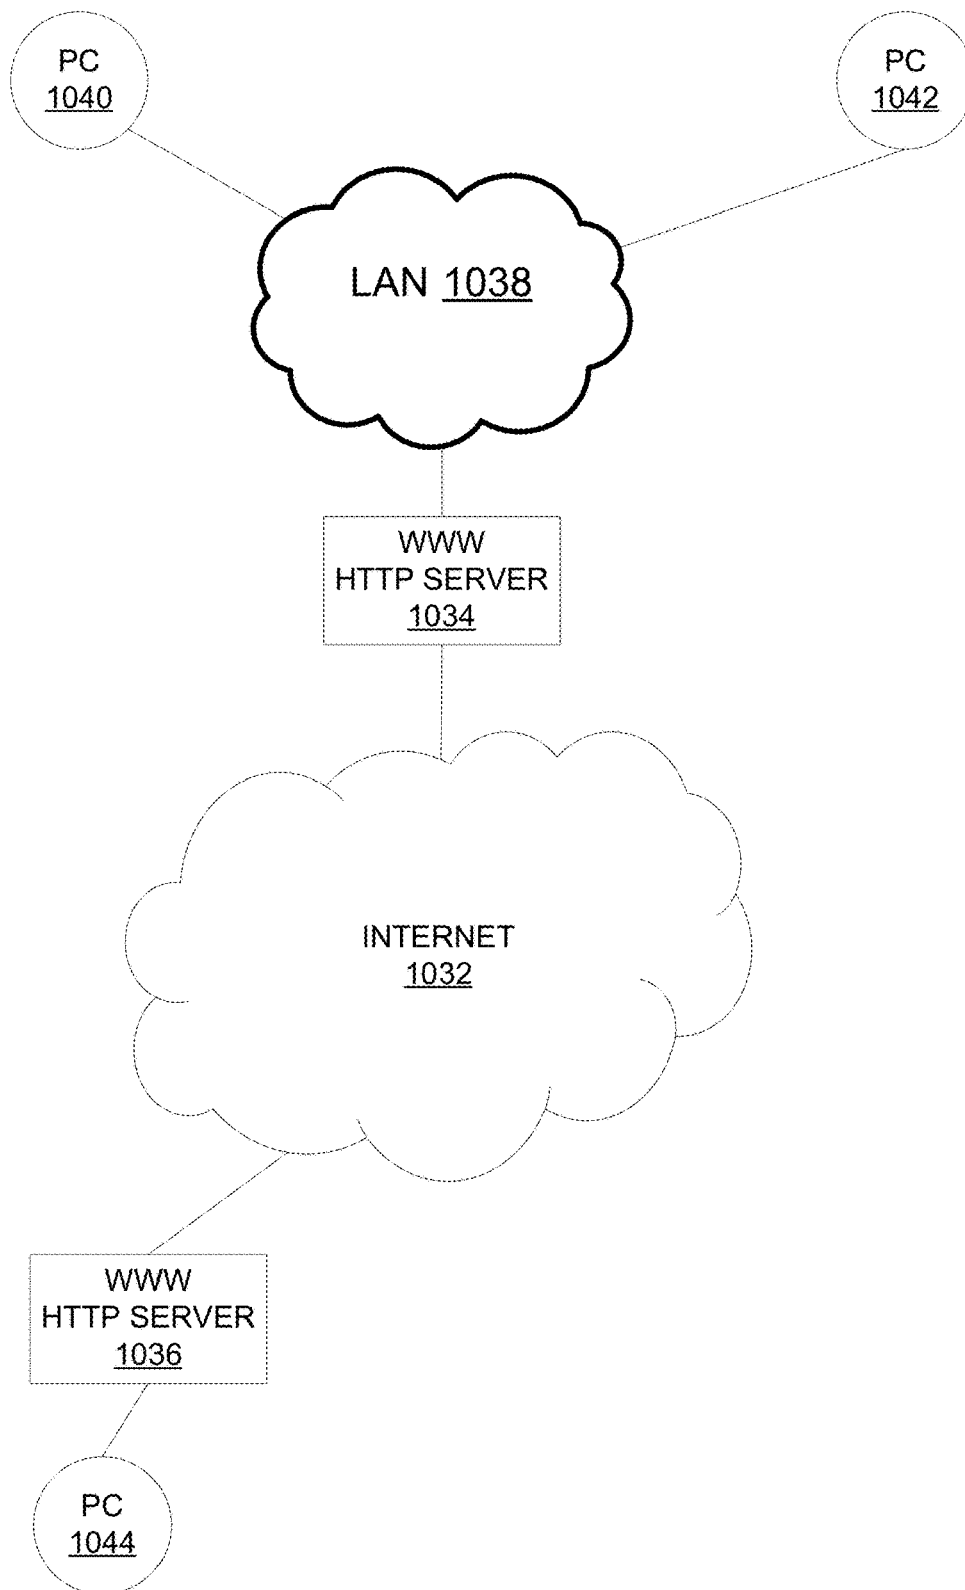 PC
1040
PC
1042
LAN 1038
WWW
HTTP SERVER
1034
INTERNET
1032
WWW
HTTP SERVER
1036
PC
1044